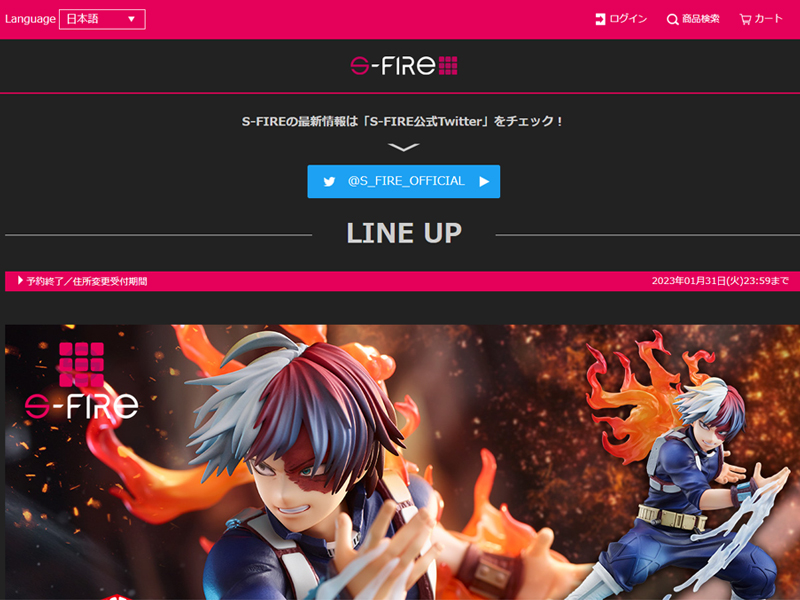 Language 日本語 ▼
ログイン 商品検索 カート
S-FIRE
S-FIREの最新情報は「S-FIRE公式Twitter」をチェック！
@S_FIRE_OFFICIAL
LINE UP
予約終了／住所変更受付期間 2023年01月31日(火)23:59まで
S-FIRE